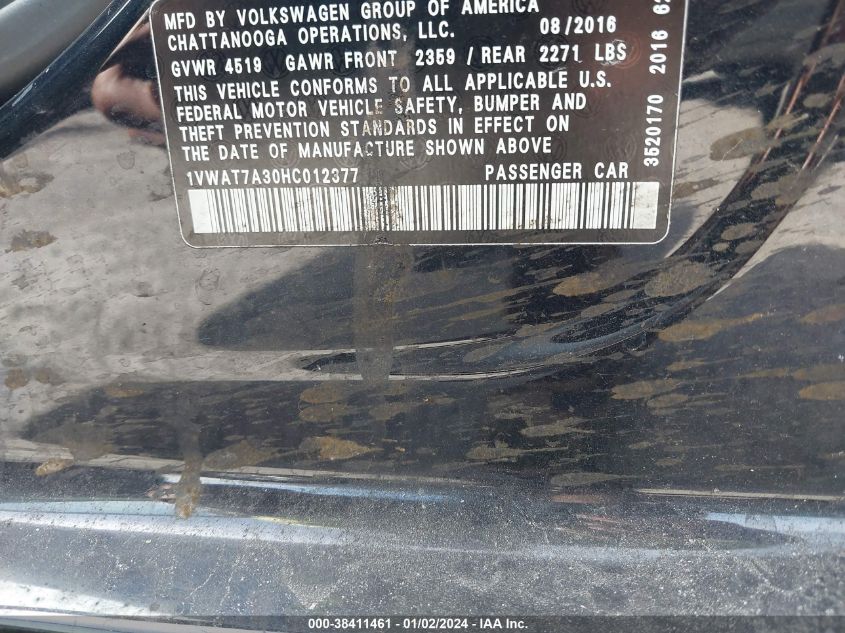 MFD BY VOLKSWAGEN GROUP OF AMERICA
CHATTANOOGA OPERATIONS, LLC. 08/2016
GVWR 4519 GAWR FRONT 2359 / REAR 2271 LBS
THIS VEHICLE CONFORMS TO ALL APPLICABLE U.S.
FEDERAL MOTOR VEHICLE SAFETY, BUMPER AND
THEFT PREVENTION STANDARDS IN EFFECT ON
THE DATE OF MANUFACTURE SHOWN ABOVE
1VWAT7A30HC012377 PASSENGER CAR
3520170 2016
000-38411461 - 01/02/2024 - © IAA Inc.